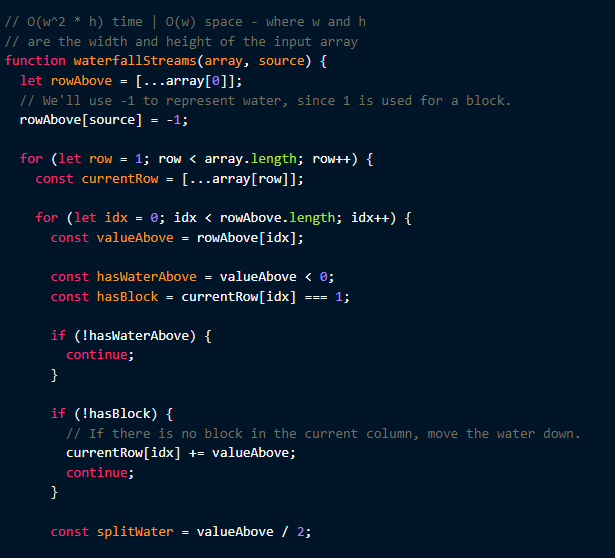 // O(w^2 * h) time | O(w) space - where w and h
// are the width and height of the input array
function waterfallStreams(array, source) {
  let rowAbove = [...array[0]];
  // We'll use -1 to represent water, since 1 is used for a block.
  rowAbove[source] = -1;

  for (let row = 1; row < array.length; row++) {
    const currentRow = [...array[row]];

    for (let idx = 0; idx < rowAbove.length; idx++) {
      const valueAbove = rowAbove[idx];

      const hasWaterAbove = valueAbove < 0;
      const hasBlock = currentRow[idx] === 1;

      if (!hasWaterAbove) {
        continue;
      }

      if (!hasBlock) {
        // If there is no block in the current column, move the water down.
        currentRow[idx] += valueAbove;
        continue;
      }

      const splitWater = valueAbove / 2;